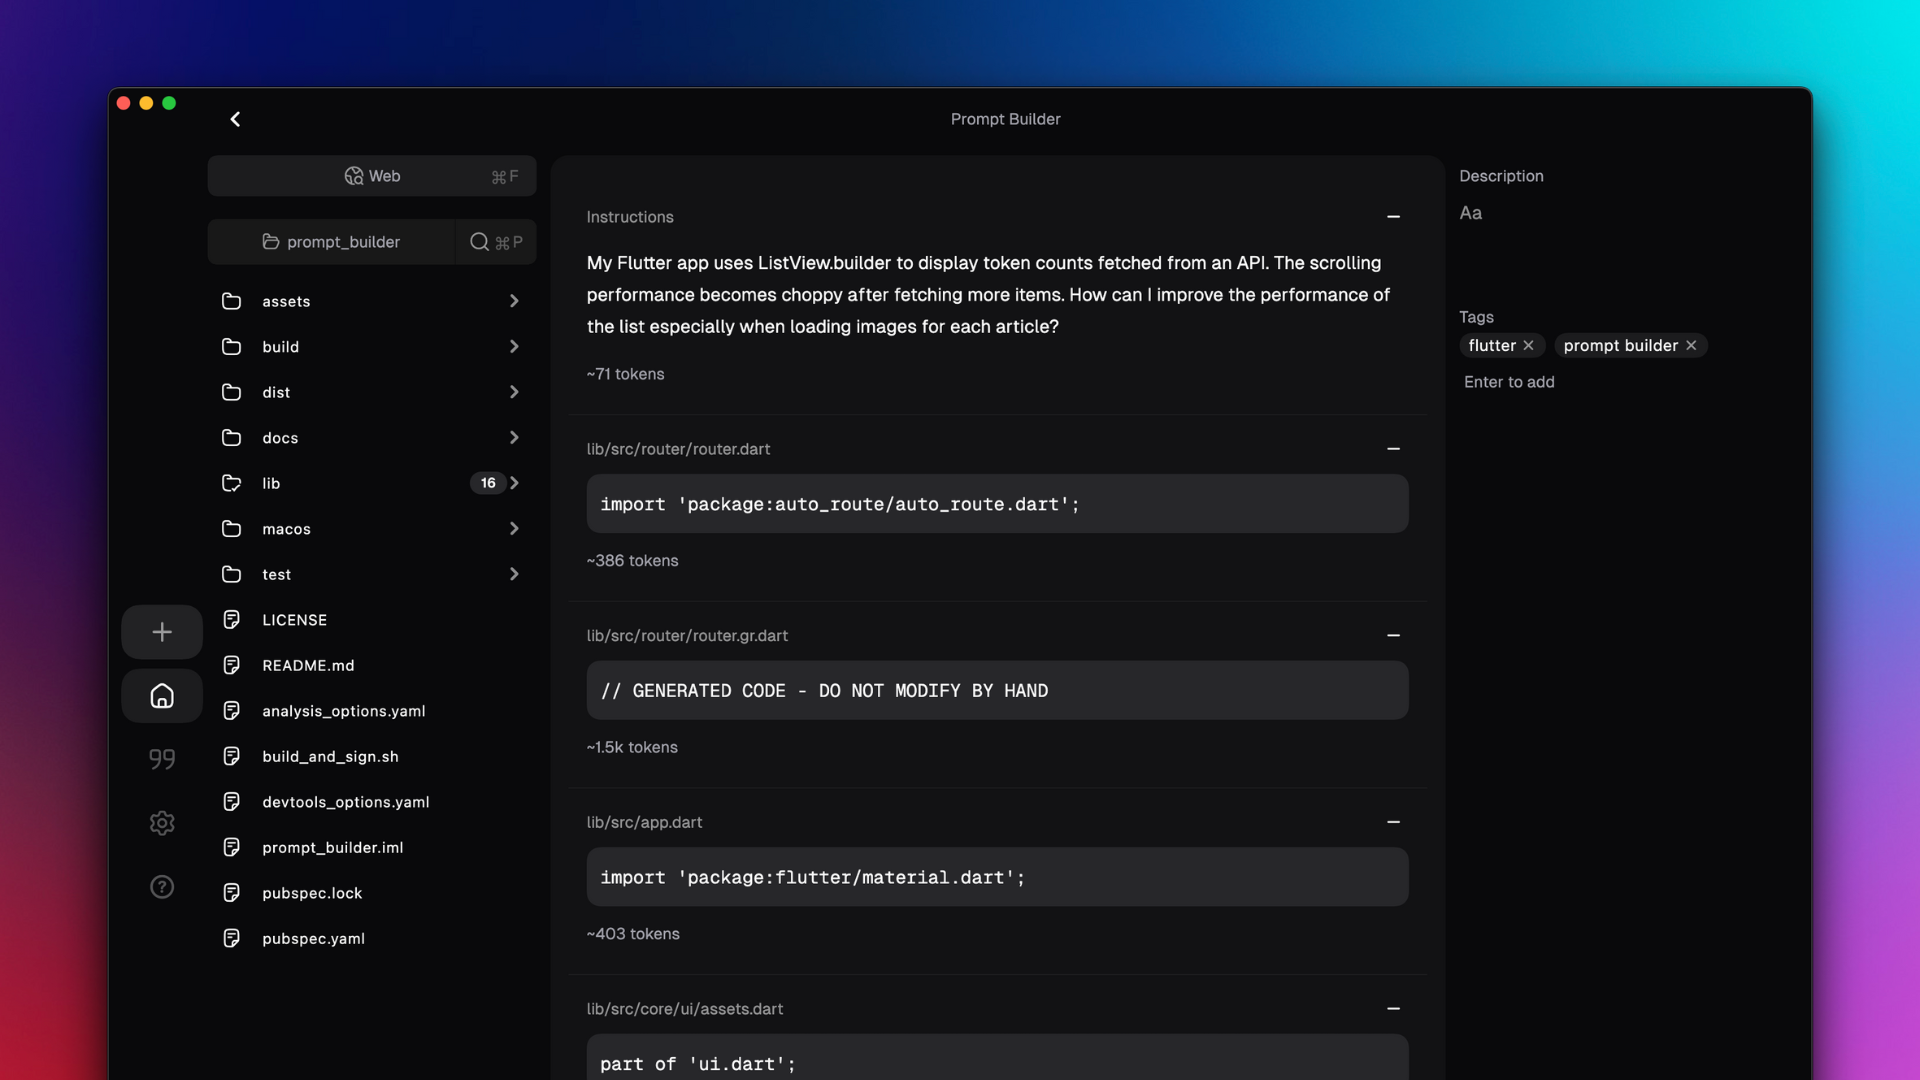 Prompt Builder
Web
⌘ F
prompt_builder
⌘ P
assets
build
dist
docs
lib
16
macos
test
LICENSE
README.md
analysis_options.yaml
build_and_sign.sh
devtools_options.yaml
prompt_builder.iml
pubspec.lock
pubspec.yaml
Instructions
My Flutter app uses ListView.builder to display token counts fetched from an API. The scrolling
performance becomes choppy after fetching more items. How can I improve the performance of
the list especially when loading images for each article?
~71 tokens
lib/src/router/router.dart
import 'package:auto_route/auto_route.dart';
~386 tokens
lib/src/router/router.gr.dart
// GENERATED CODE - DO NOT MODIFY BY HAND
~1.5k tokens
lib/src/app.dart
import 'package:flutter/material.dart';
~403 tokens
lib/src/core/ui/assets.dart
part of 'ui.dart';
Description
Aa
Tags
flutter
prompt builder
Enter to add